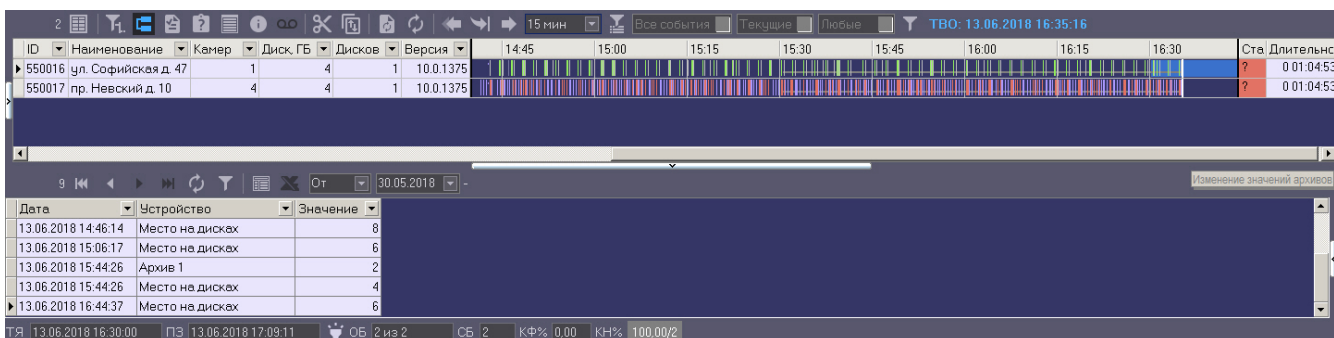 2 15 мин Все события Текущие Любые ТВО: 13.06.2018 16:35:16
ID Наименование Камер Диск, ГБ Дисков Версия 14:45 15:00 15:15 15:30 15:45 16:00 16:15 16:30 Ста Длительнс
550016 ул. Софийская д. 47 1 4 1 10.0.1375 ? 0 01:04:53
550017 пр. Невский д. 10 4 4 1 10.0.1375 ? 0 01:04:53
9 От 30.05.2018 - Изменение значений архивов
Дата Устройство Значение
13.06.2018 14:46:14 Место на дисках 8
13.06.2018 15:06:17 Место на дисках 6
13.06.2018 15:44:26 Архив 1 2
13.06.2018 15:44:26 Место на дисках 4
13.06.2018 16:44:37 Место на дисках 6
ТЯ 13.06.2018 16:30:00 ПЗ 13.06.2018 17:09:11 ОБ 2 из 2 СБ 2 КФ% 0,00 КН% 100,00/2